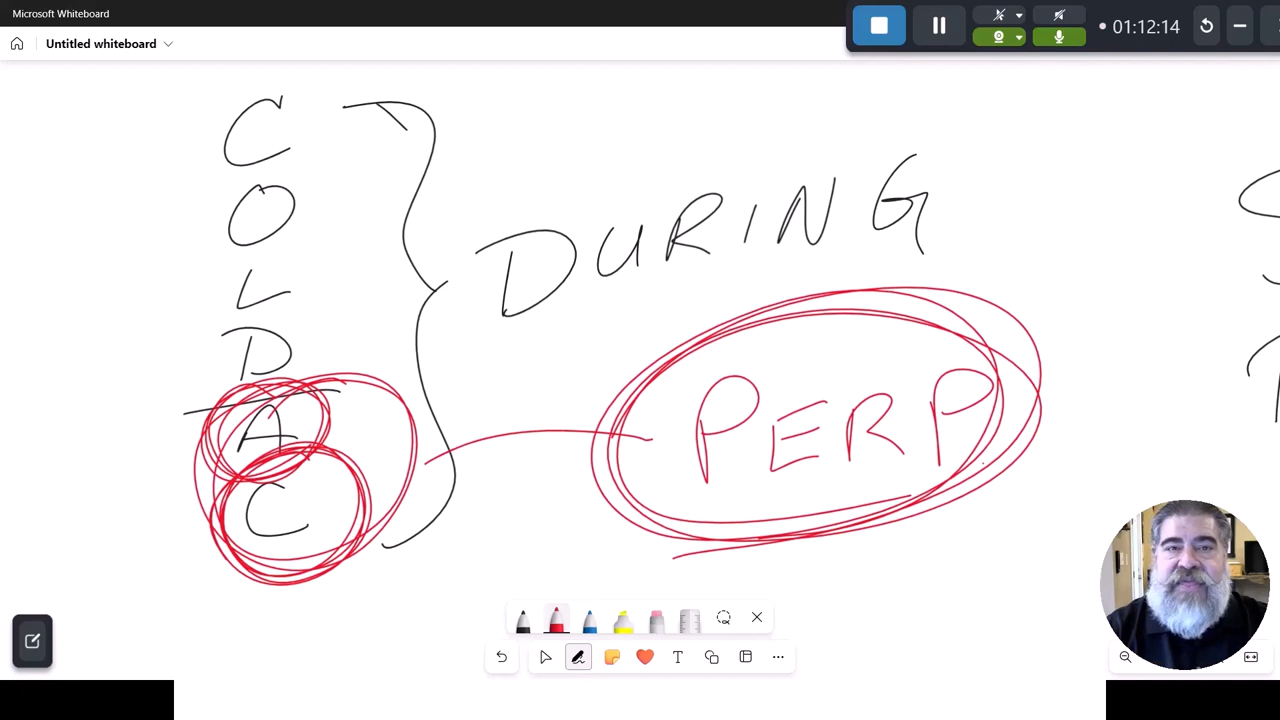 Microsoft Whiteboard
Untitled whiteboard
01:12:14
C
O
L
D
A
C
DURING
PERP